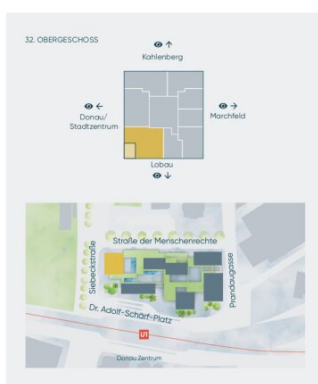 32. OBERGESCHOSS
Kahlenberg
Donau/
Stadtzentrum
Marchfeld
Lobau
Straße der Menschenrechte
Siebeckstraße
Prandaugasse
Dr. Adolf-Schärf-Platz
U1
Donau Zentrum